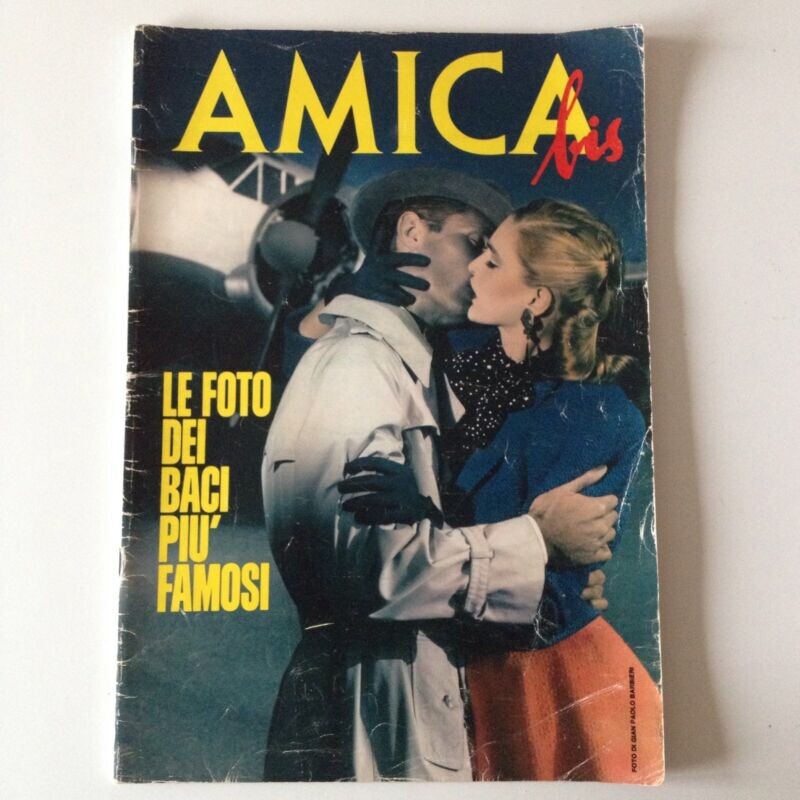 AMICA
bis
LE FOTO
DEI
BACI
PIU'
FAMOSI
FOTO DI GIAN PAOLO BARBIERI